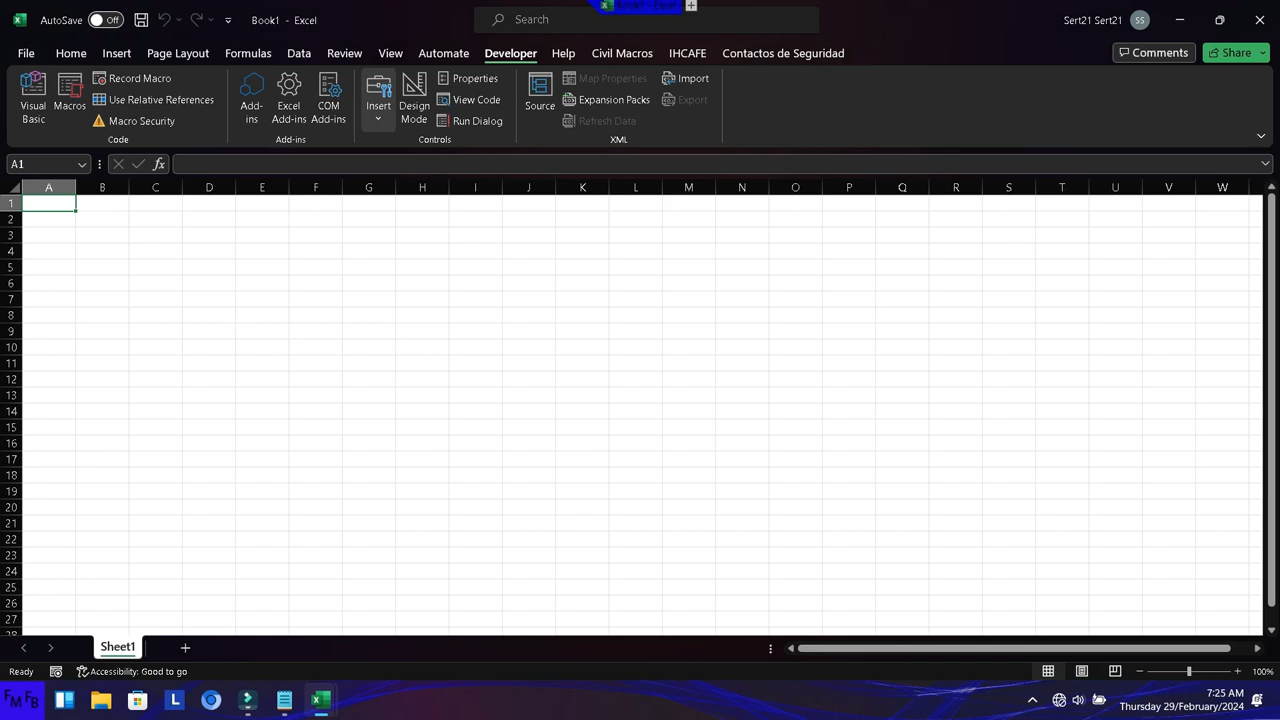 Book1 - Excel
AutoSave Off Book1 - Excel Search Sert21 Sert21 SS
File Home Insert Page Layout Formulas Data Review View Automate Developer Help Civil Macros IHCAFE Contactos de Seguridad Comments Share
Visual Basic
Macros
Record Macro
Use Relative References
Macro Security
Code
Add-ins
Excel Add-ins
COM Add-ins
Add-ins
Insert
Design Mode
Properties
View Code
Run Dialog
Controls
Source
Map Properties
Expansion Packs
Refresh Data
Import
Export
XML
A1 fx
A B C D E F G H I J K L M N O P Q R S T U V W
1
2
3
4
5
6
7
8
9
10
11
12
13
14
15
16
17
18
19
20
21
22
23
24
25
26
27
28
Sheet1
Ready Accessibility: Good to go 100%
FM FB L 7:25 AM
Thursday 29/February/2024